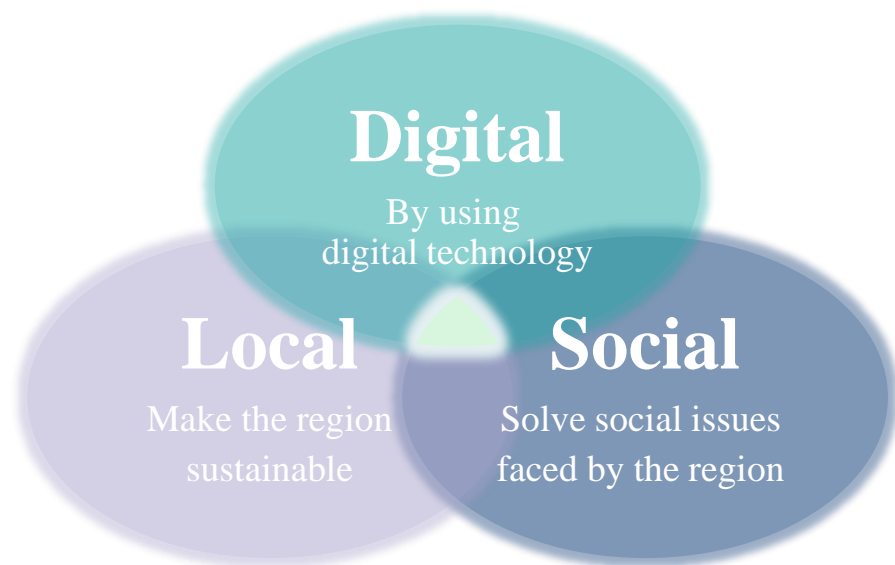 Digital
By using
digital technology
Local
Make the region
sustainable
Social
Solve social issues
faced by the region